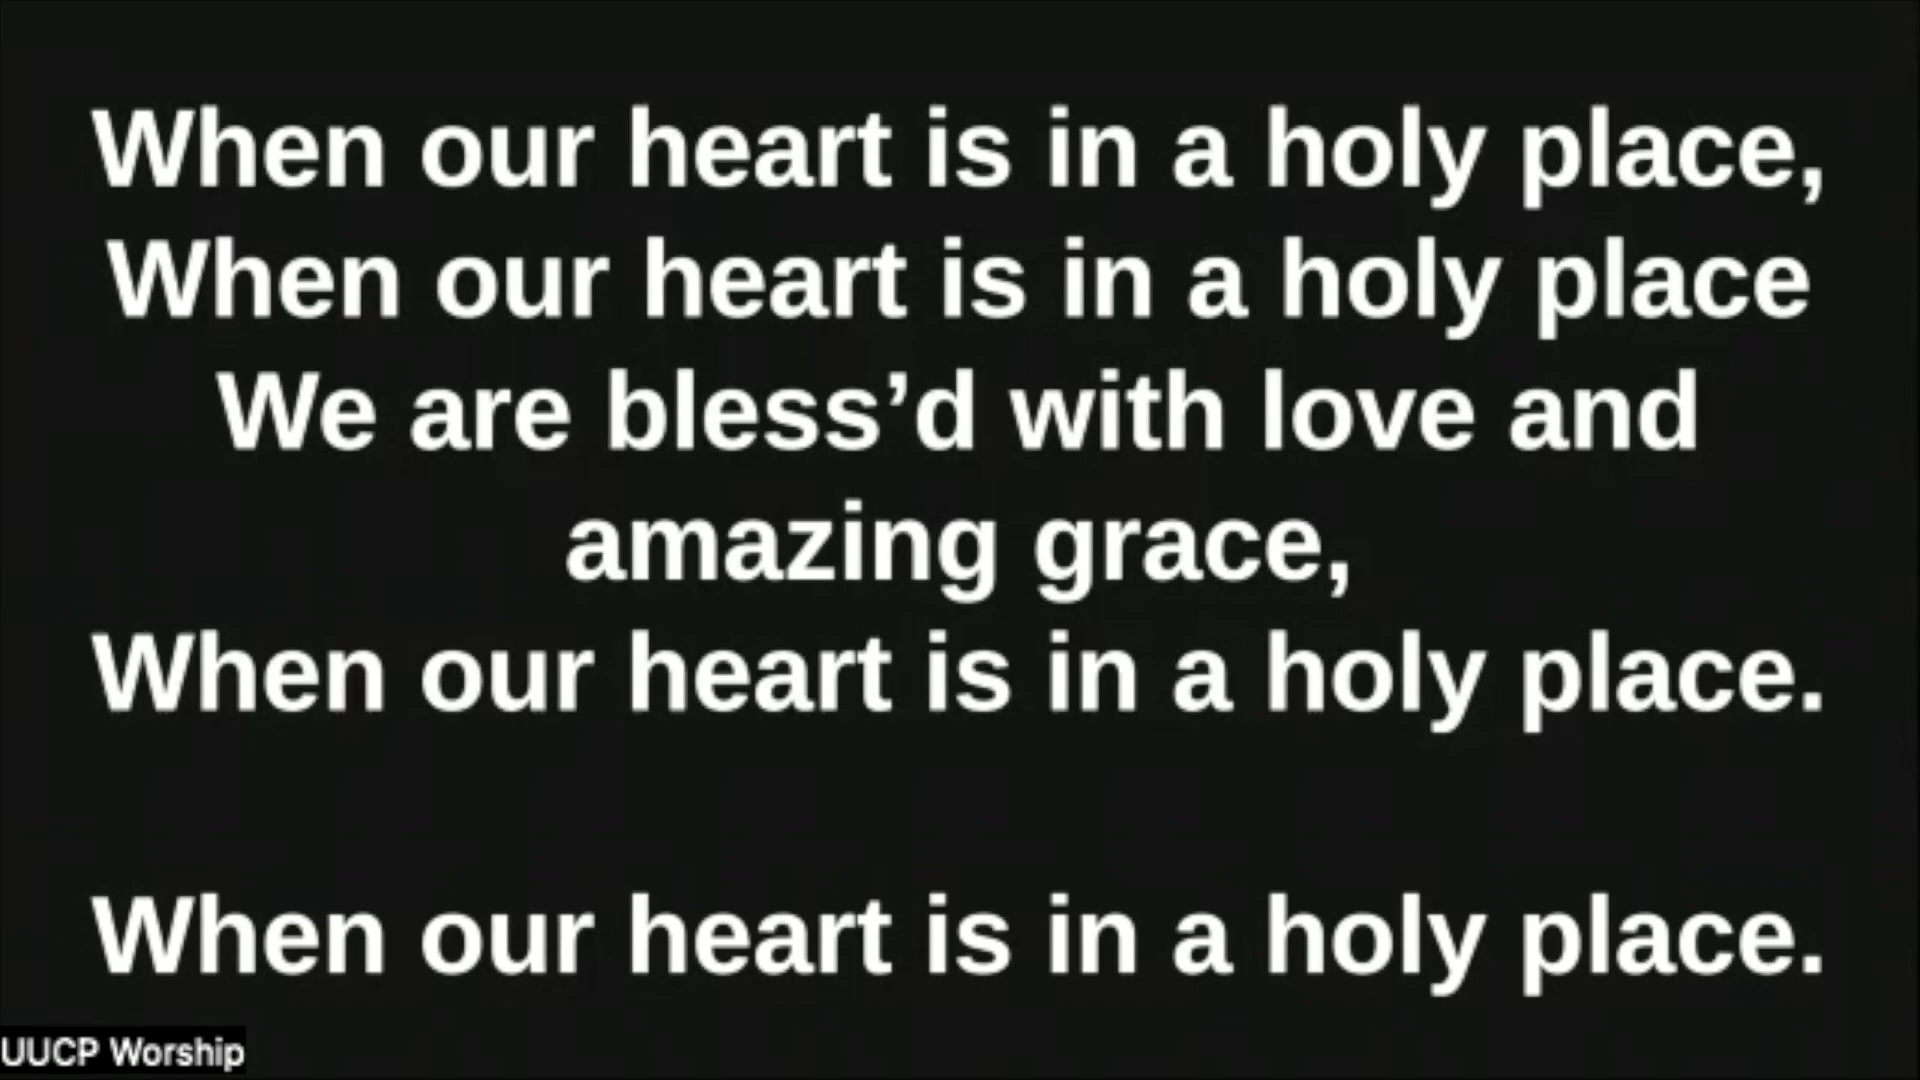 When our heart is in a holy place,
When our heart is in a holy place
We are bless’d with love and
amazing grace,
When our heart is in a holy place.
When our heart is in a holy place.
UUCP Worship